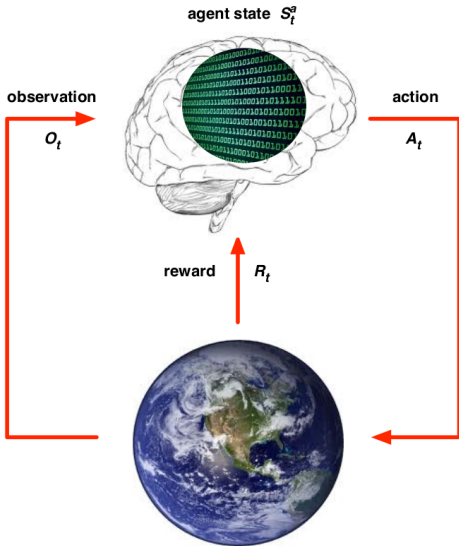 agent state S_t^a
observation
O_t
action
A_t
reward R_t